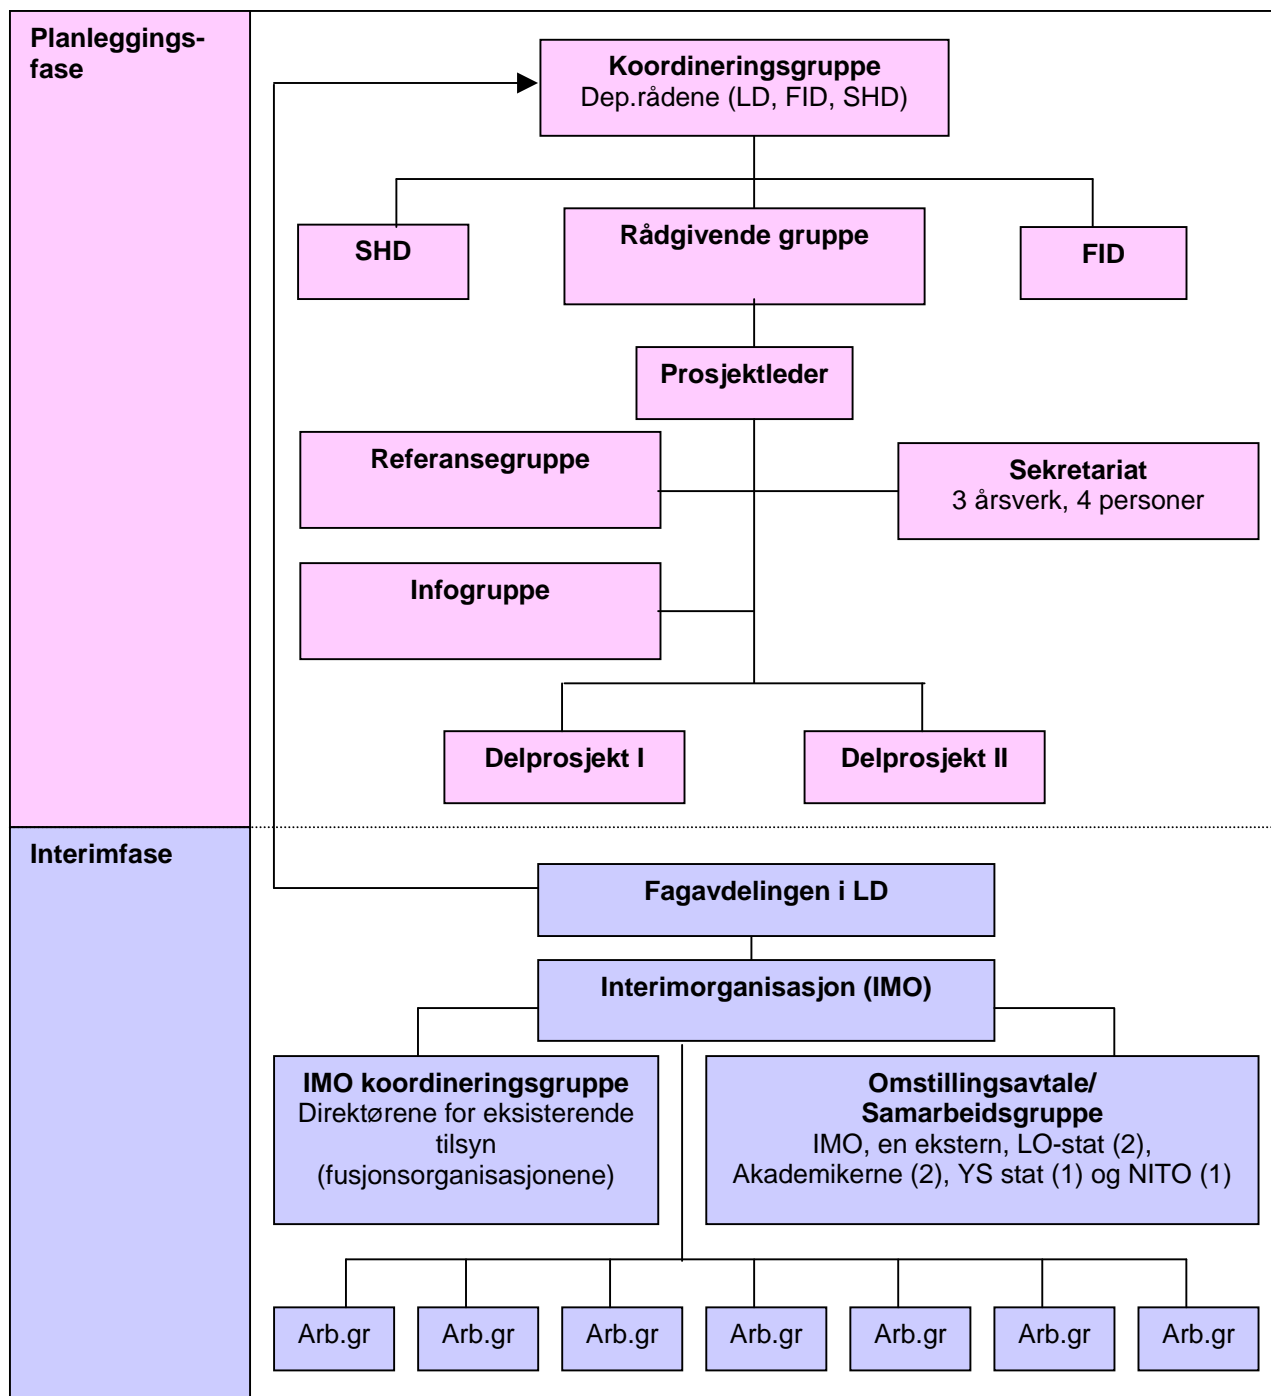 Planleggings-
fase
Koordineringsgruppe
Dep.rådene (LD, FID, SHD)
SHD
Rådgivende gruppe
FID
Prosjektleder
Referansegruppe
Sekretariat
3 årsverk, 4 personer
Infogruppe
Delprosjekt I
Delprosjekt II
Interimfase
Fagavdelingen i LD
Interimorganisasjon (IMO)
IMO koordineringsgruppe
Direktørene for eksisterende
tilsyn
(fusjonsorganisasjonene)
Omstillingsavtale/
Samarbeidsgruppe
IMO, en ekstern, LO-stat (2),
Akademikerne (2), YS stat (1) og NITO (1)
Arb.gr
Arb.gr
Arb.gr
Arb.gr
Arb.gr
Arb.gr
Arb.gr